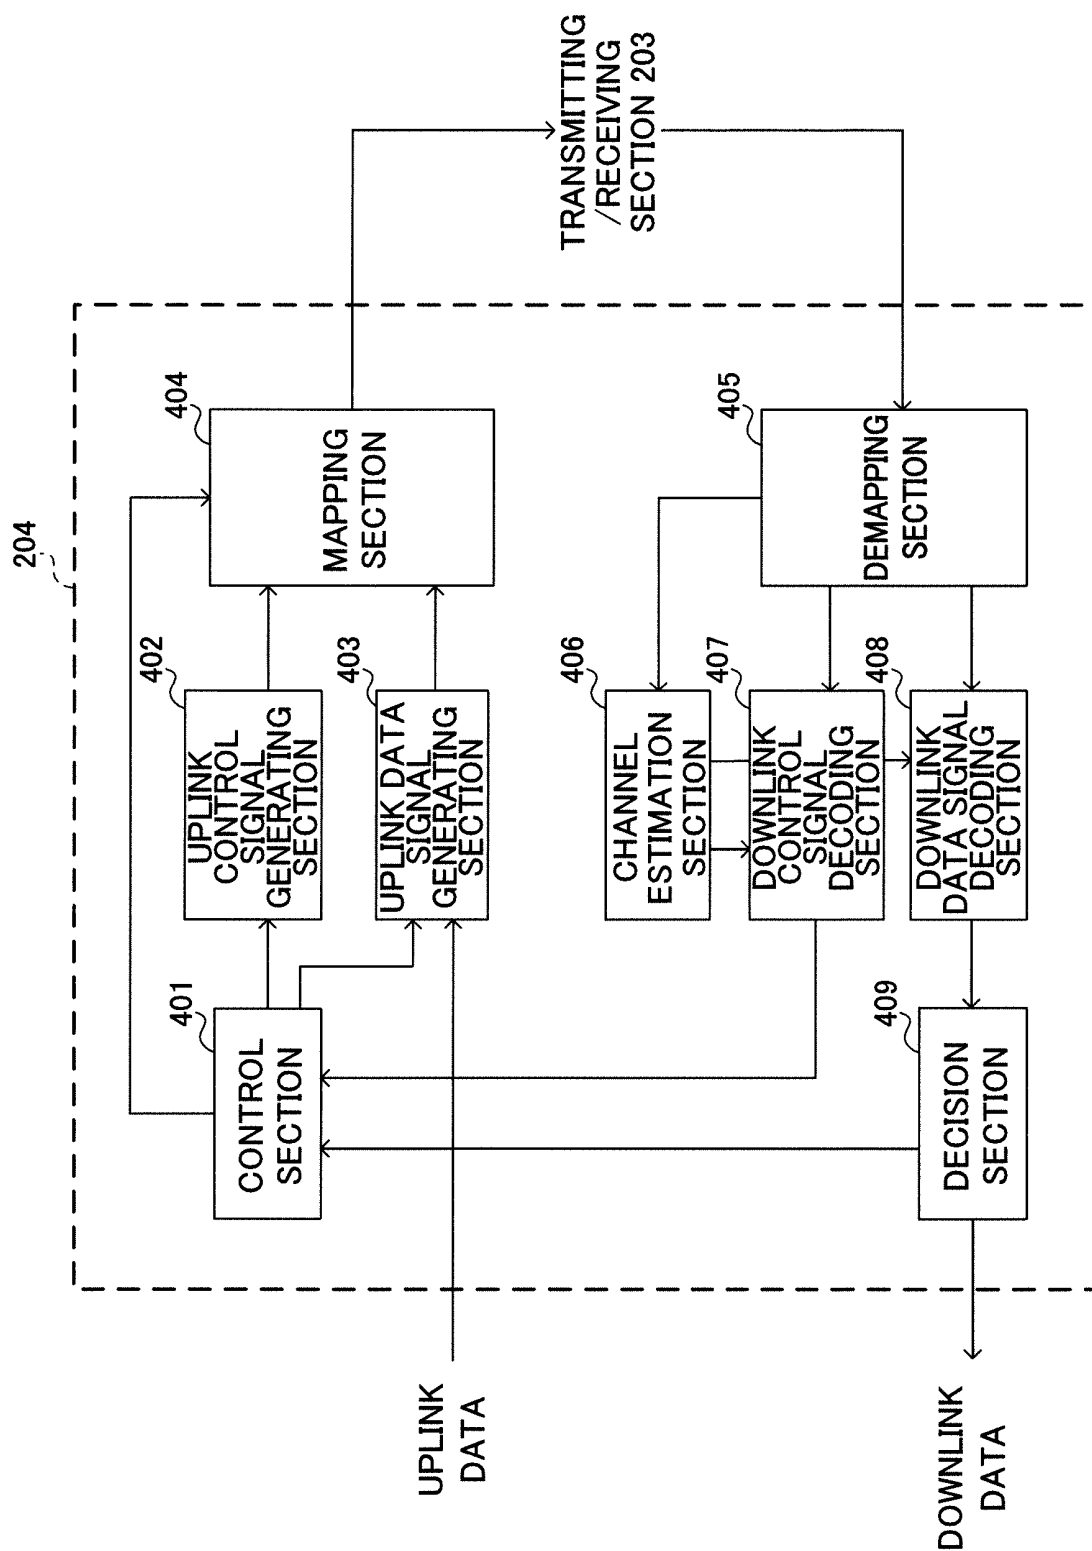 204
401
CONTROL
SECTION
402
UPLINK
CONTROL
SIGNAL
GENERATING
SECTION
403
UPLINK DATA
SIGNAL
GENERATING
SECTION
404
MAPPING
SECTION
TRANSMITTING
/RECEIVING
SECTION 203
UPLINK
DATA
406
CHANNEL
ESTIMATION
SECTION
407
DOWNLINK
CONTROL
SIGNAL
DECODING
SECTION
405
DEMAPPING
SECTION
409
DECISION
SECTION
408
DOWNLINK
DATA SIGNAL
DECODING
SECTION
DOWNLINK
DATA